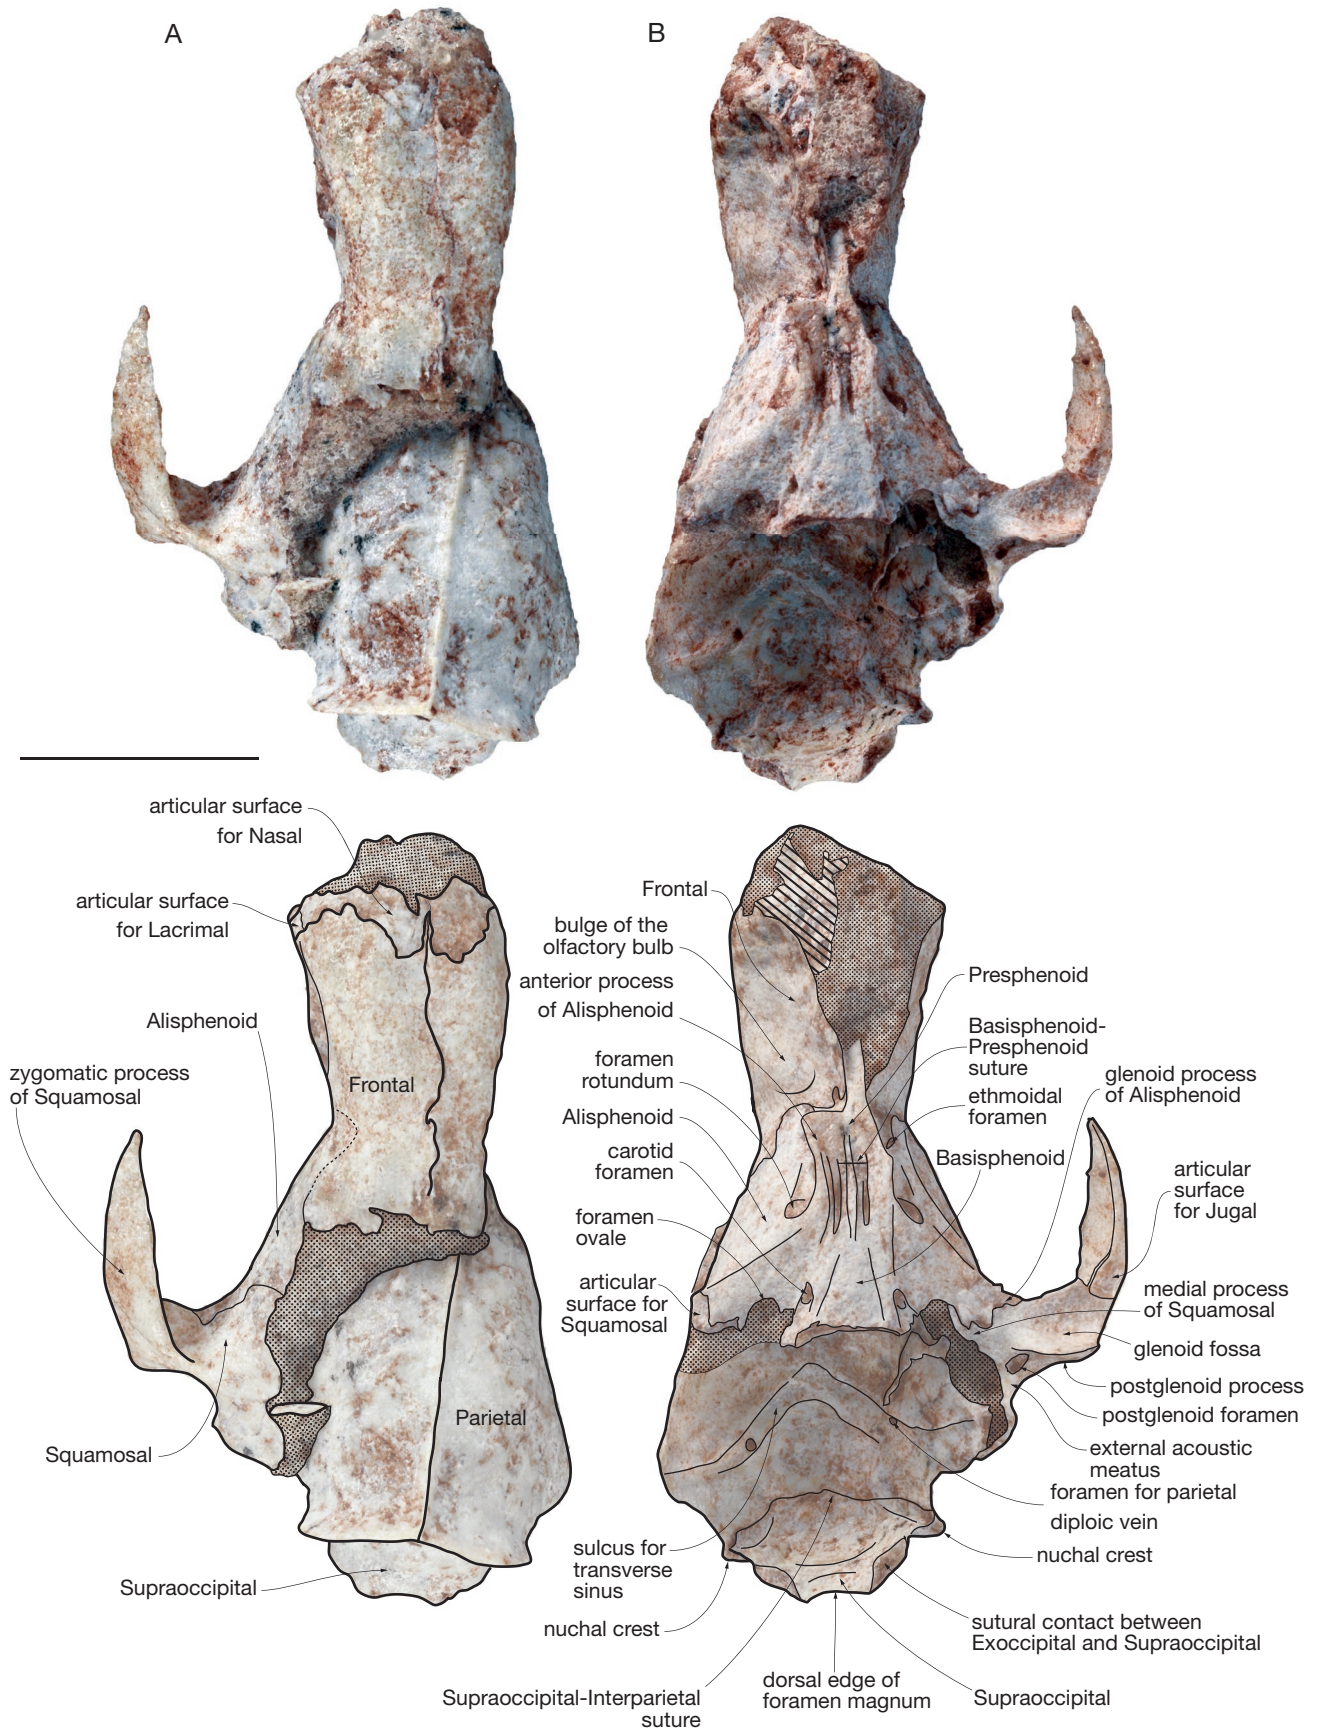 A
B
articular surface
for Nasal
articular surface
for Lacrimal
Alisphenoid
zygomatic process
of Squamosal
Frontal
Parietal
Squamosal
Supraoccipital
Frontal
bulge of the
olfactory bulb
anterior process
of Alisphenoid
foramen
rotundum
Alisphenoid
carotid
foramen
foramen
ovale
articular
surface for
Squamosal
sulcus for
transverse
sinus
nuchal crest
Supraoccipital-Interparietal
suture
dorsal edge of
foramen magnum
Presphenoid
Basisphenoid-
Presphenoid
suture
ethmoidal
foramen
Basisphenoid
glenoid process
of Alisphenoid
articular
surface
for Jugal
medial process
of Squamosal
glenoid fossa
postglenoid process
postglenoid foramen
external acoustic
meatus
foramen for parietal
diploic vein
nuchal crest
sutural contact between
Exoccipital and Supraoccipital
Supraoccipital